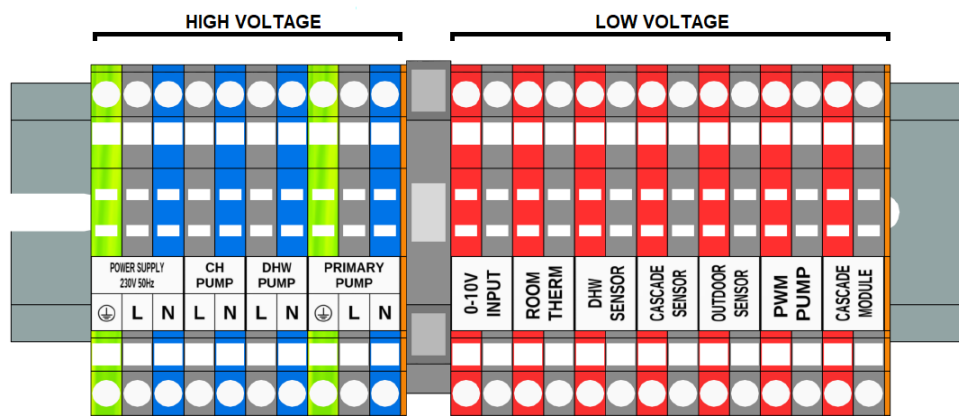 HIGH VOLTAGE
LOW VOLTAGE
POWER SUPPLY
230V 50Hz
CH
PUMP
DHW
PUMP
PRIMARY
PUMP
L
N
L
N
L
N
L
N
0-10V
INPUT
ROOM
THERM
DHW
SENSOR
CASCADE
SENSOR
OUTDOOR
SENSOR
PWM
PUMP
CASCADE
MODULE